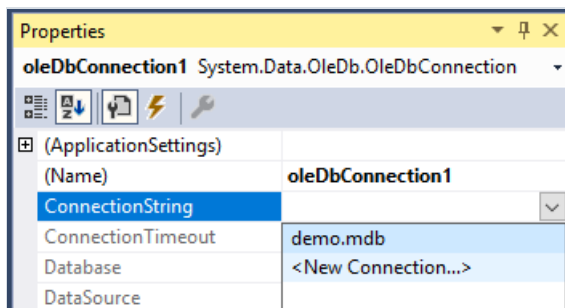 Properties
oleDbConnection1 System.Data.OleDb.OleDbConnection
(ApplicationSettings)
(Name) oleDbConnection1
ConnectionString
ConnectionTimeout demo.mdb
Database <New Connection...>
DataSource